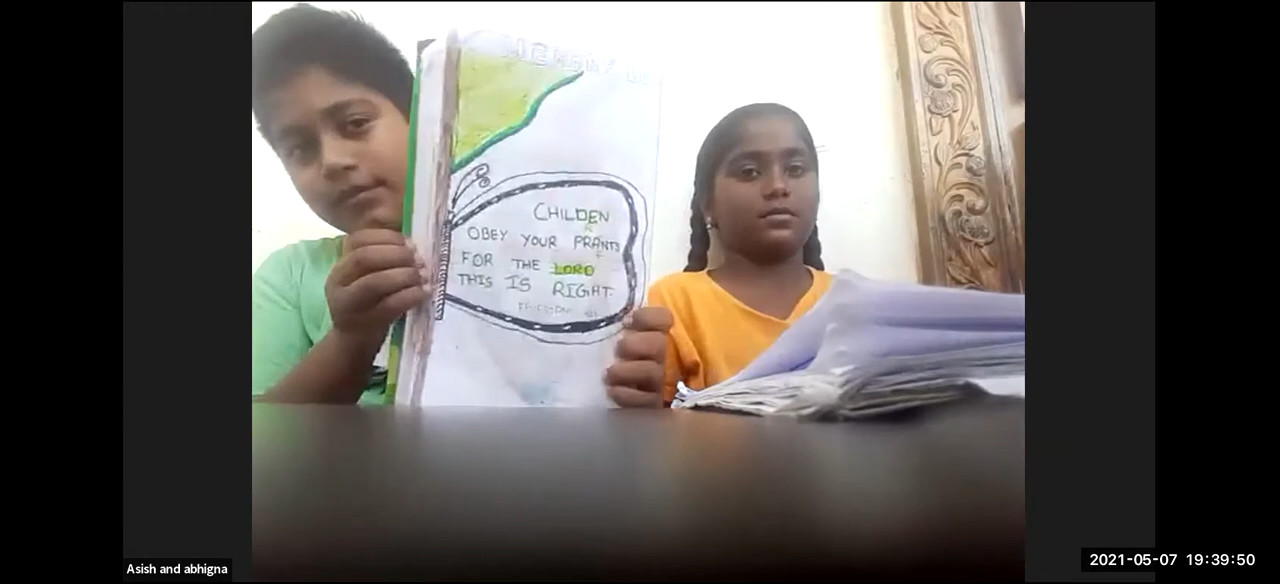 CHILDEN
R
OBEY YOUR PRANTS
E
FOR THE LORD
THIS IS RIGHT.
Asish and abhigna
2021-05-07 19:39:50